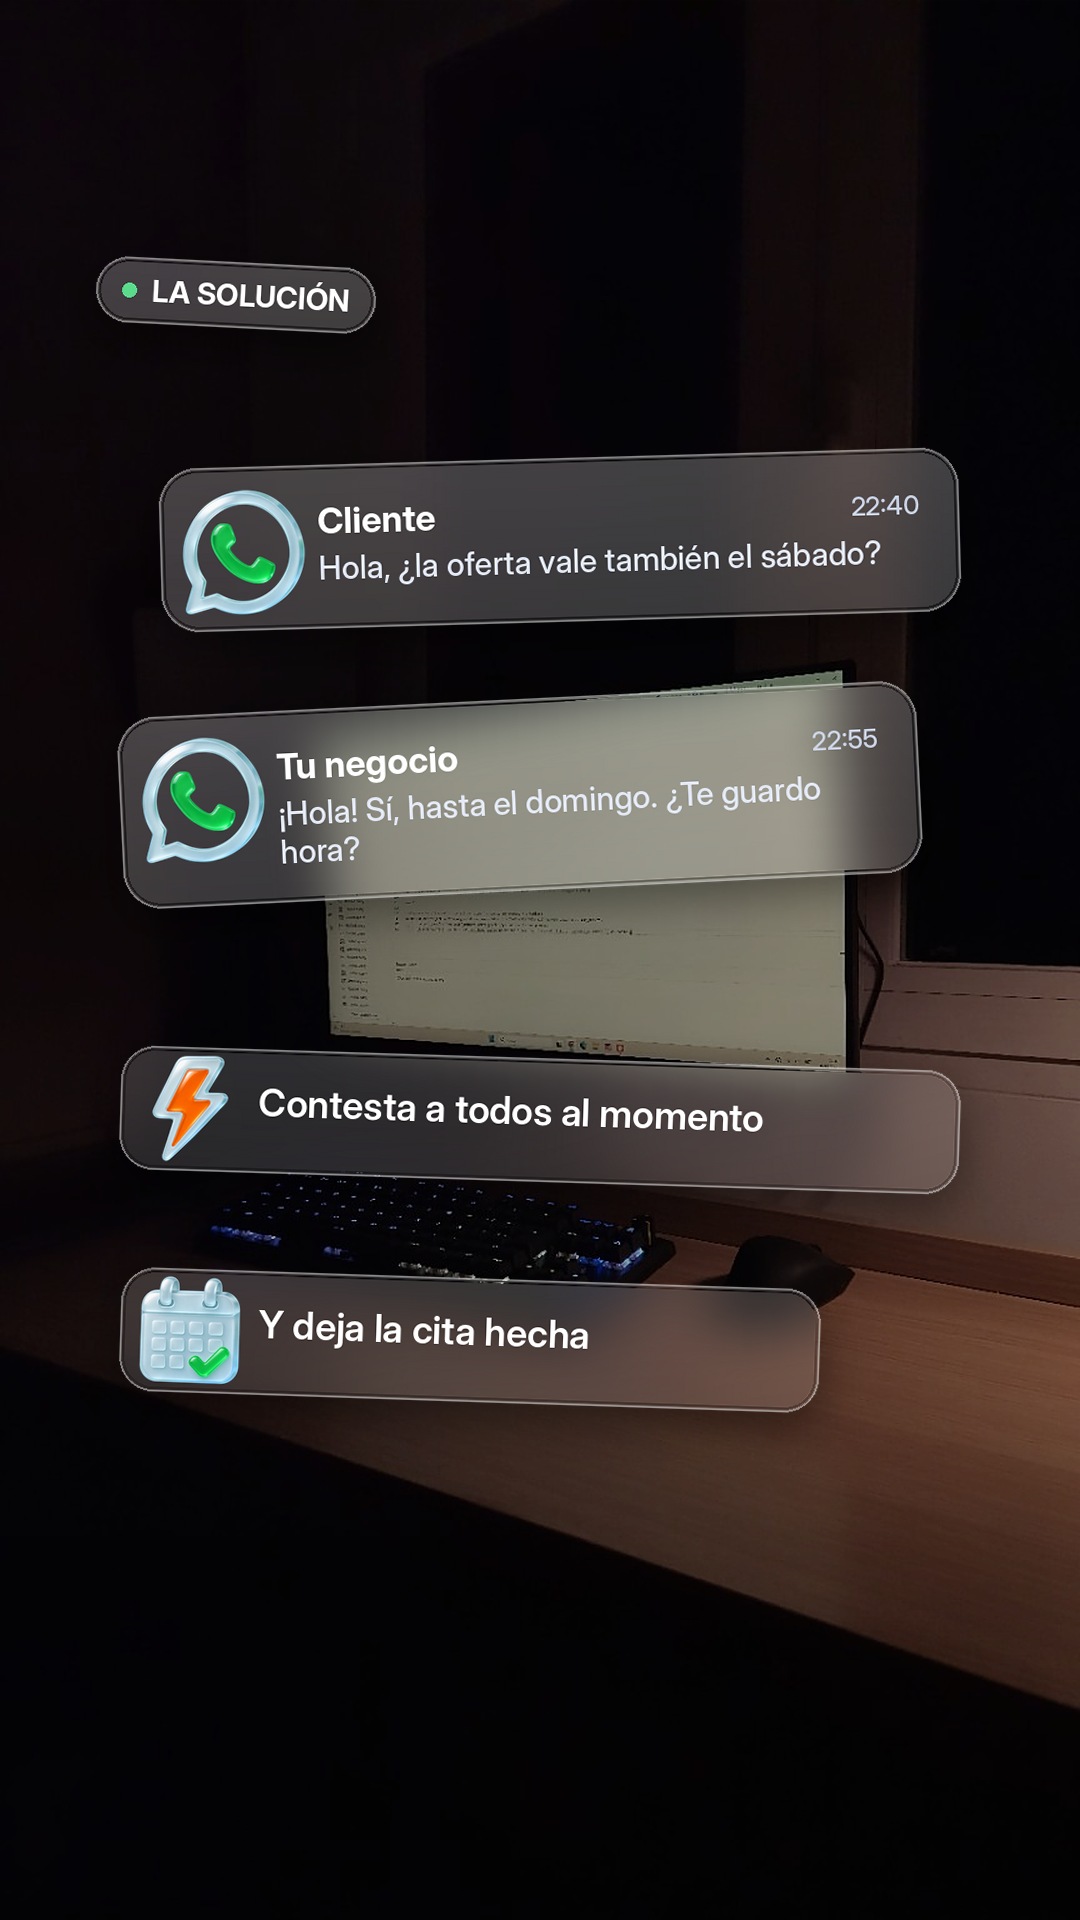 LA SOLUCIÓN
Cliente
22:40
Hola, ¿la oferta vale también el sábado?
Tu negocio
22:55
¡Hola! Sí, hasta el domingo. ¿Te guardo
hora?
Contesta a todos al momento
Y deja la cita hecha